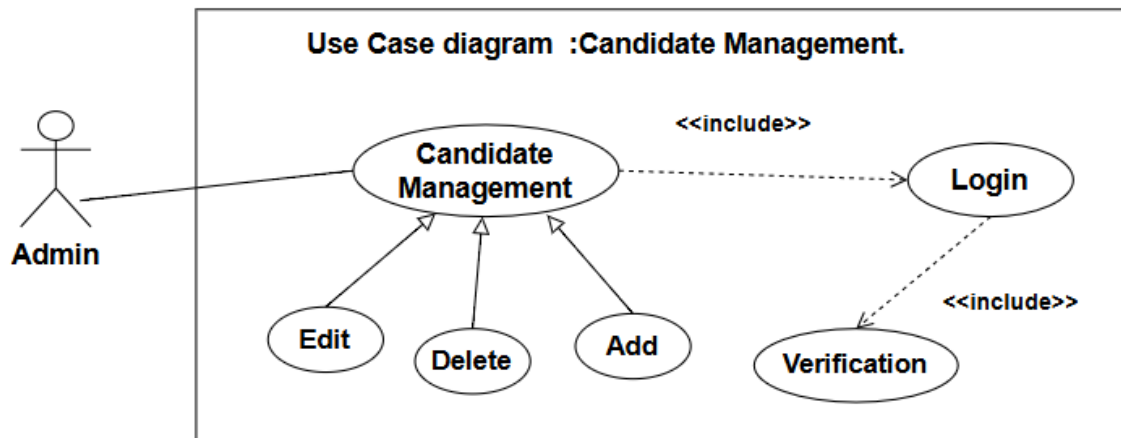 Use Case diagram :Candidate Management.
<<include>>
Candidate
Management
Login
Admin
<<include>>
Edit
Delete
Add
Verification